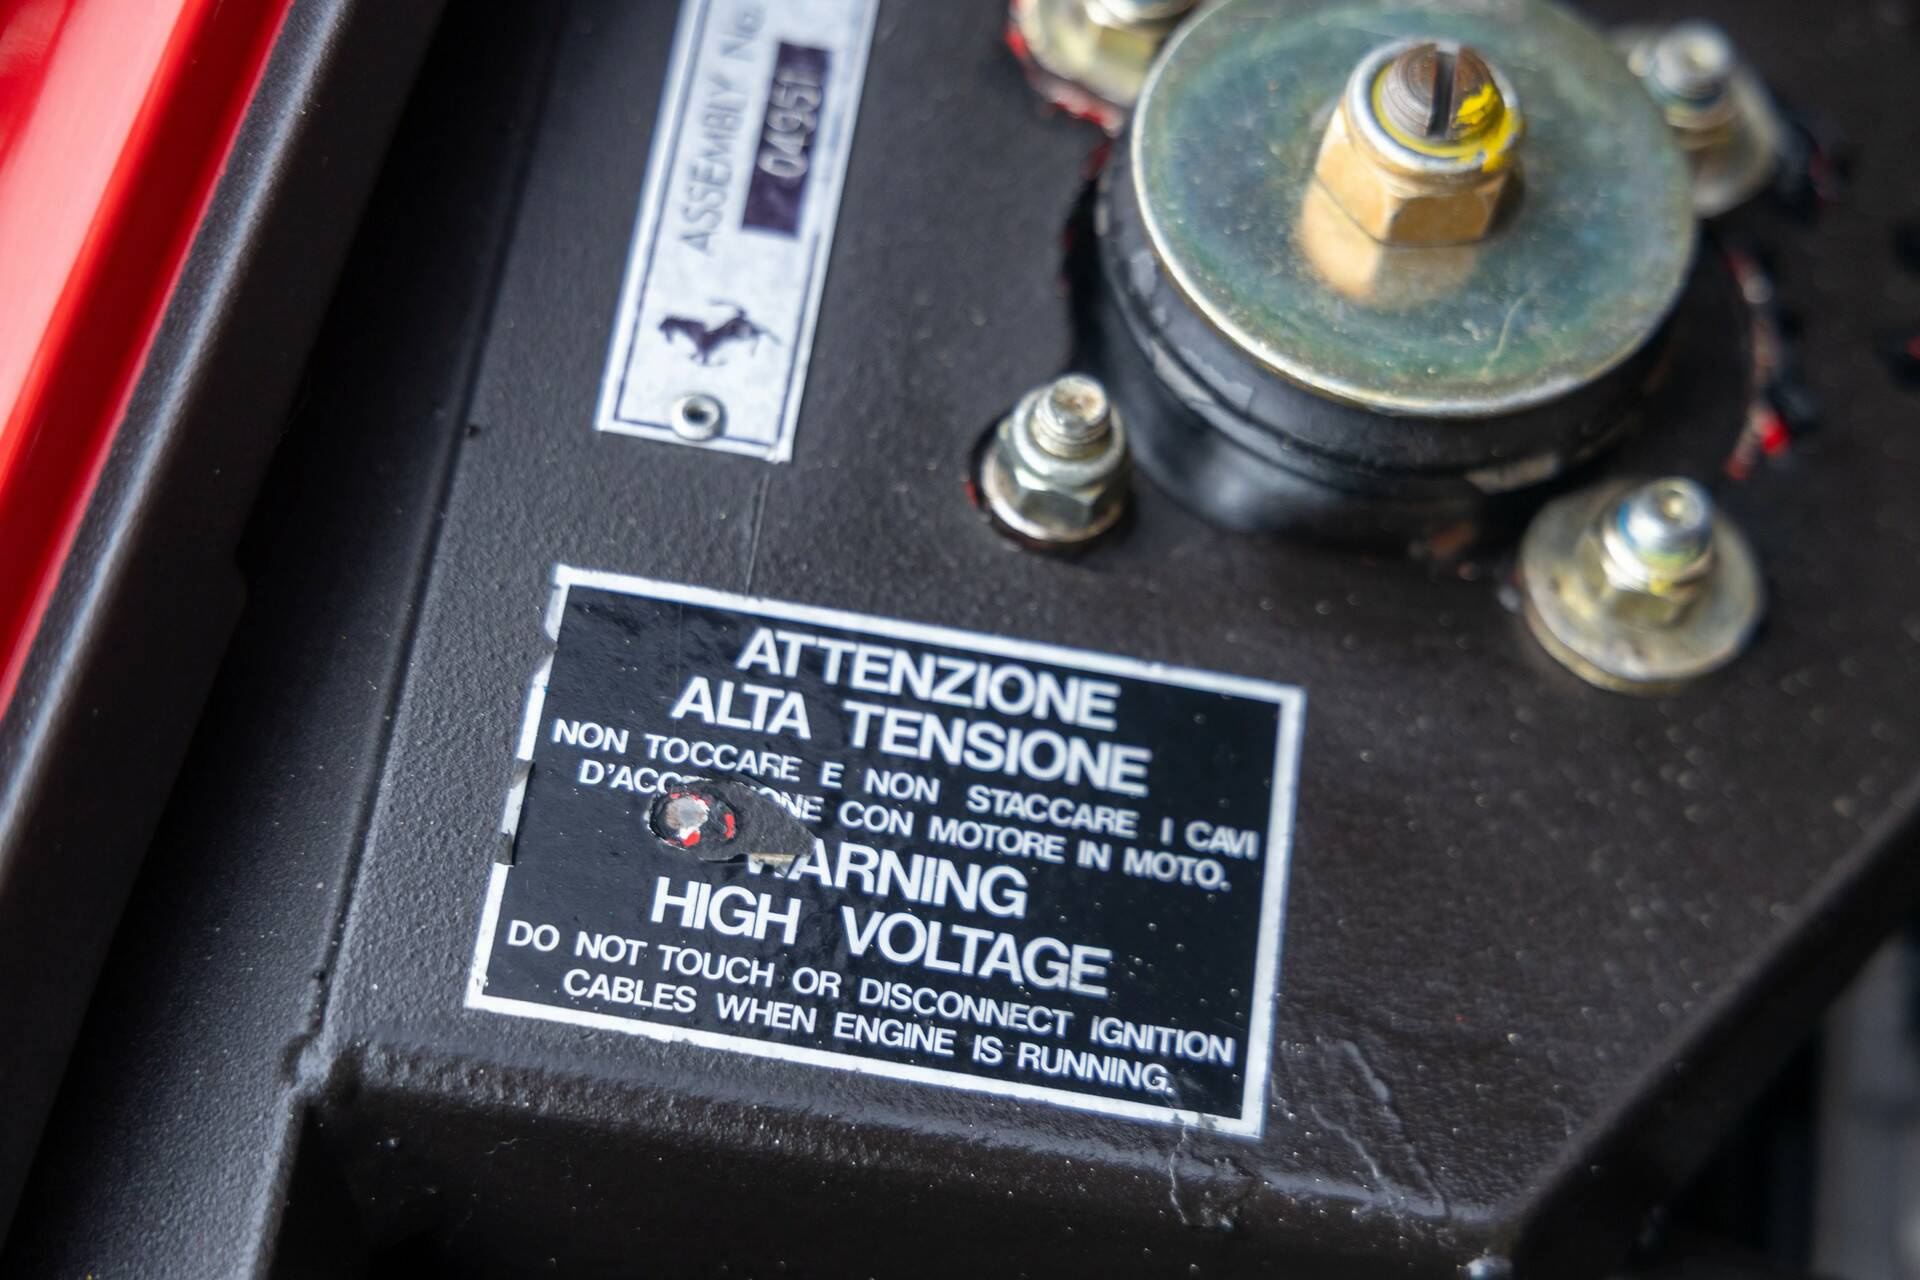 ASSEMBLY No.
04951
ATTENZIONE
ALTA TENSIONE
NON TOCCARE E NON STACCARE I CAVI
CON MOTORE IN MOTO.
WARNING
HIGH VOLTAGE
DO NOT TOUCH OR DISCONNECT IGNITION
CABLES WHEN ENGINE IS RUNNING.